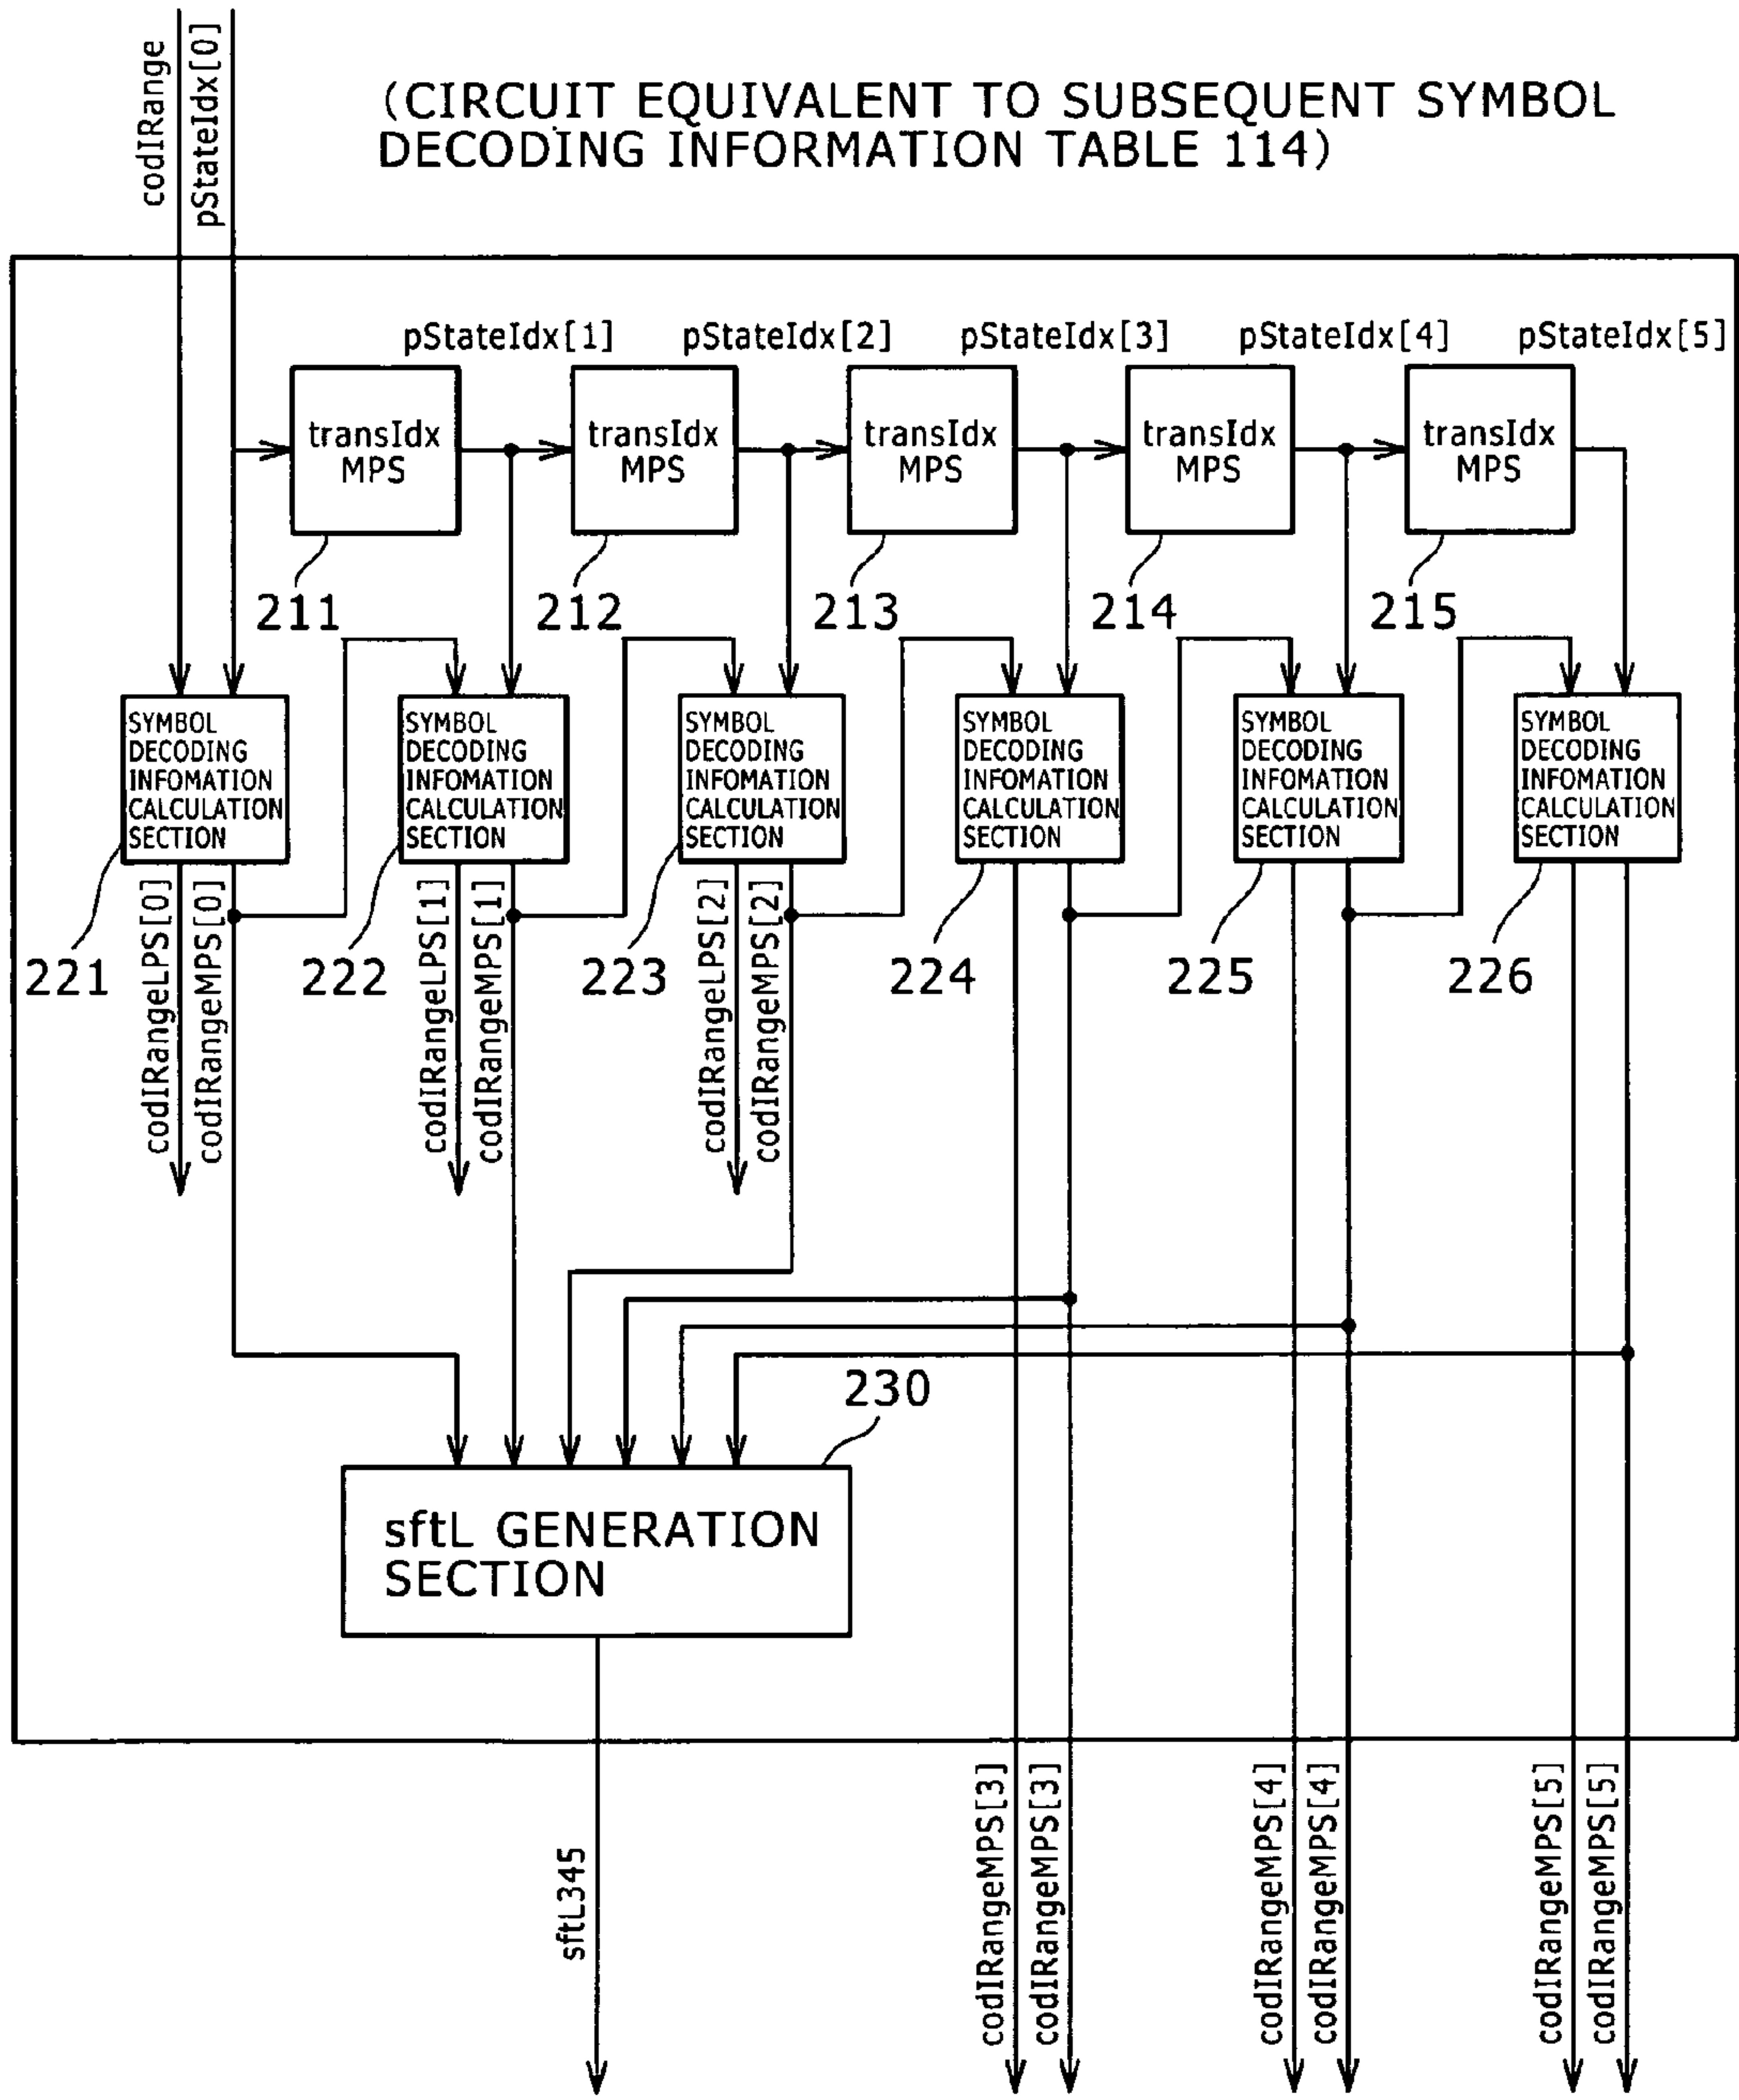 codIRange
pStateIdx[0]
(CIRCUIT EQUIVALENT TO SUBSEQUENT SYMBOL
DECODING INFORMATION TABLE 114)
pStateIdx[1]
pStateIdx[2]
pStateIdx[3]
pStateIdx[4]
pStateIdx[5]
transIdx
MPS
transIdx
MPS
transIdx
MPS
transIdx
MPS
transIdx
MPS
211
212
213
214
215
SYMBOL
DECODING
INFOMATION
CALCULATION
SECTION
SYMBOL
DECODING
INFOMATION
CALCULATION
SECTION
SYMBOL
DECODING
INFOMATION
CALCULATION
SECTION
SYMBOL
DECODING
INFOMATION
CALCULATION
SECTION
SYMBOL
DECODING
INFOMATION
CALCULATION
SECTION
SYMBOL
DECODING
INFOMATION
CALCULATION
SECTION
221
222
223
224
225
226
codIRangeLPS[0]
codIRangeMPS[0]
codIRangeLPS[1]
codIRangeMPS[1]
codIRangeLPS[2]
codIRangeMPS[2]
230
sftL GENERATION
SECTION
sftL345
codIRangeMPS[3]
codIRangeMPS[3]
codIRangeMPS[4]
codIRangeMPS[4]
codIRangeMPS[5]
codIRangeMPS[5]